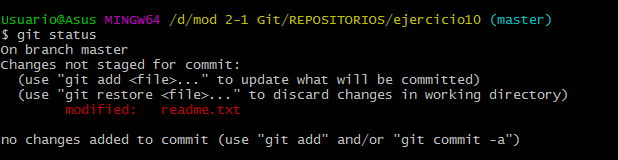 Usuario@Asus MINGW64 /d/mod 2-1 Git/REPOSITORIOS/ejercicio10 (master)
$ git status
On branch master
Changes not staged for commit:
  (use "git add <file>..." to update what will be committed)
  (use "git restore <file>..." to discard changes in working directory)
        modified:   readme.txt

no changes added to commit (use "git add" and/or "git commit -a")